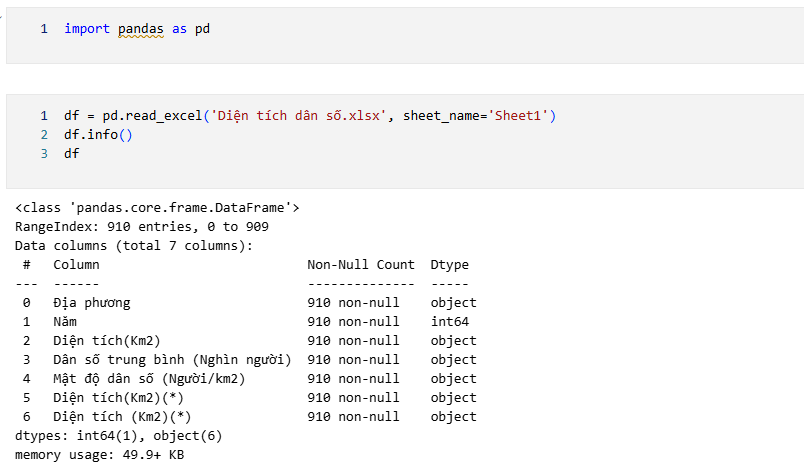 1 import pandas as pd
1 df = pd.read_excel('Diện tích dân số.xlsx', sheet_name='Sheet1')
2 df.info()
3 df
<class 'pandas.core.frame.DataFrame'>
RangeIndex: 910 entries, 0 to 909
Data columns (total 7 columns):
 #   Column                               Non-Null Count  Dtype
---  ------                               --------------  -----
 0   Địa phương                           910 non-null    object
 1   Năm                                  910 non-null    int64
 2   Diện tích(Km2)                       910 non-null    object
 3   Dân số trung bình (Nghìn người)  910 non-null    object
 4   Mật độ dân số (Người/km2)        910 non-null    object
 5   Diện tích(Km2)(*)                    910 non-null    object
 6   Diện tích (Km2)(*)                   910 non-null    object
dtypes: int64(1), object(6)
memory usage: 49.9+ KB